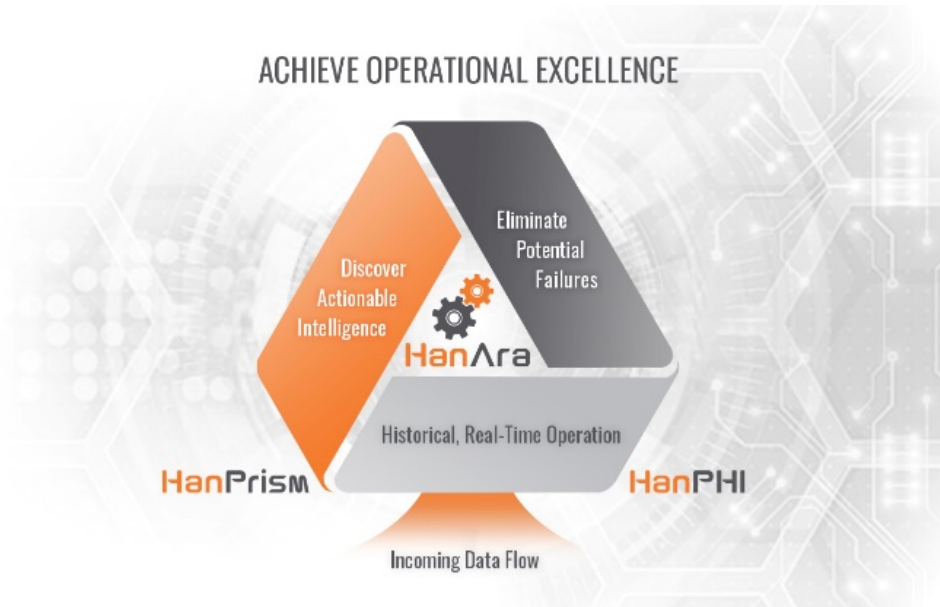 ACHIEVE OPERATIONAL EXCELLENCE
Eliminate
Potential
Failures
Discover
Actionable
Intelligence
HanAra
Historical, Real-Time Operation
HanPrism
HanPHI
Incoming Data Flow